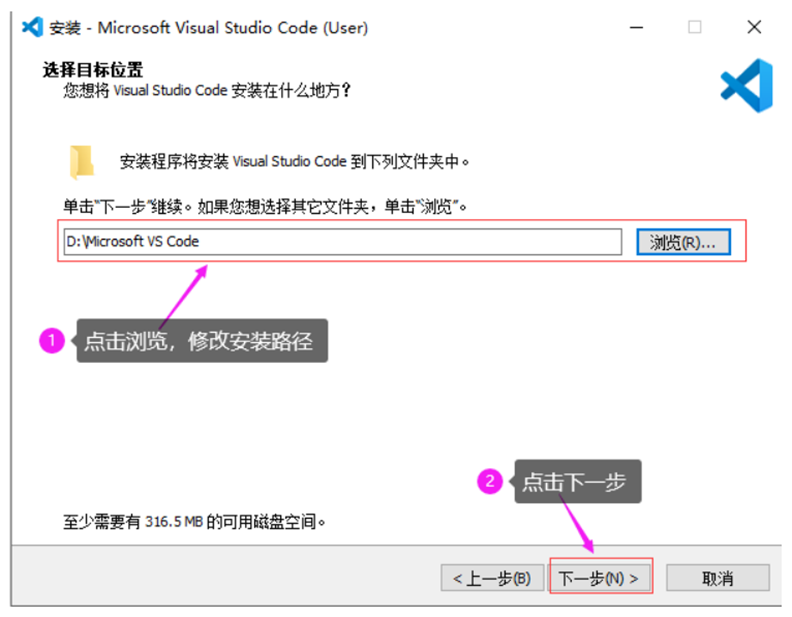 安装 - Microsoft Visual Studio Code (User)
选择目标位置
您想将 Visual Studio Code 安装在什么地方？
安装程序将安装 Visual Studio Code 到下列文件夹中。
单击“下一步”继续。如果您想选择其它文件夹，单击“浏览”。
D:\Microsoft VS Code
浏览(R)...
1 点击浏览，修改安装路径
2 点击下一步
至少需要有 316.5 MB 的可用磁盘空间。
< 上一步(B)
下一步(N) >
取消